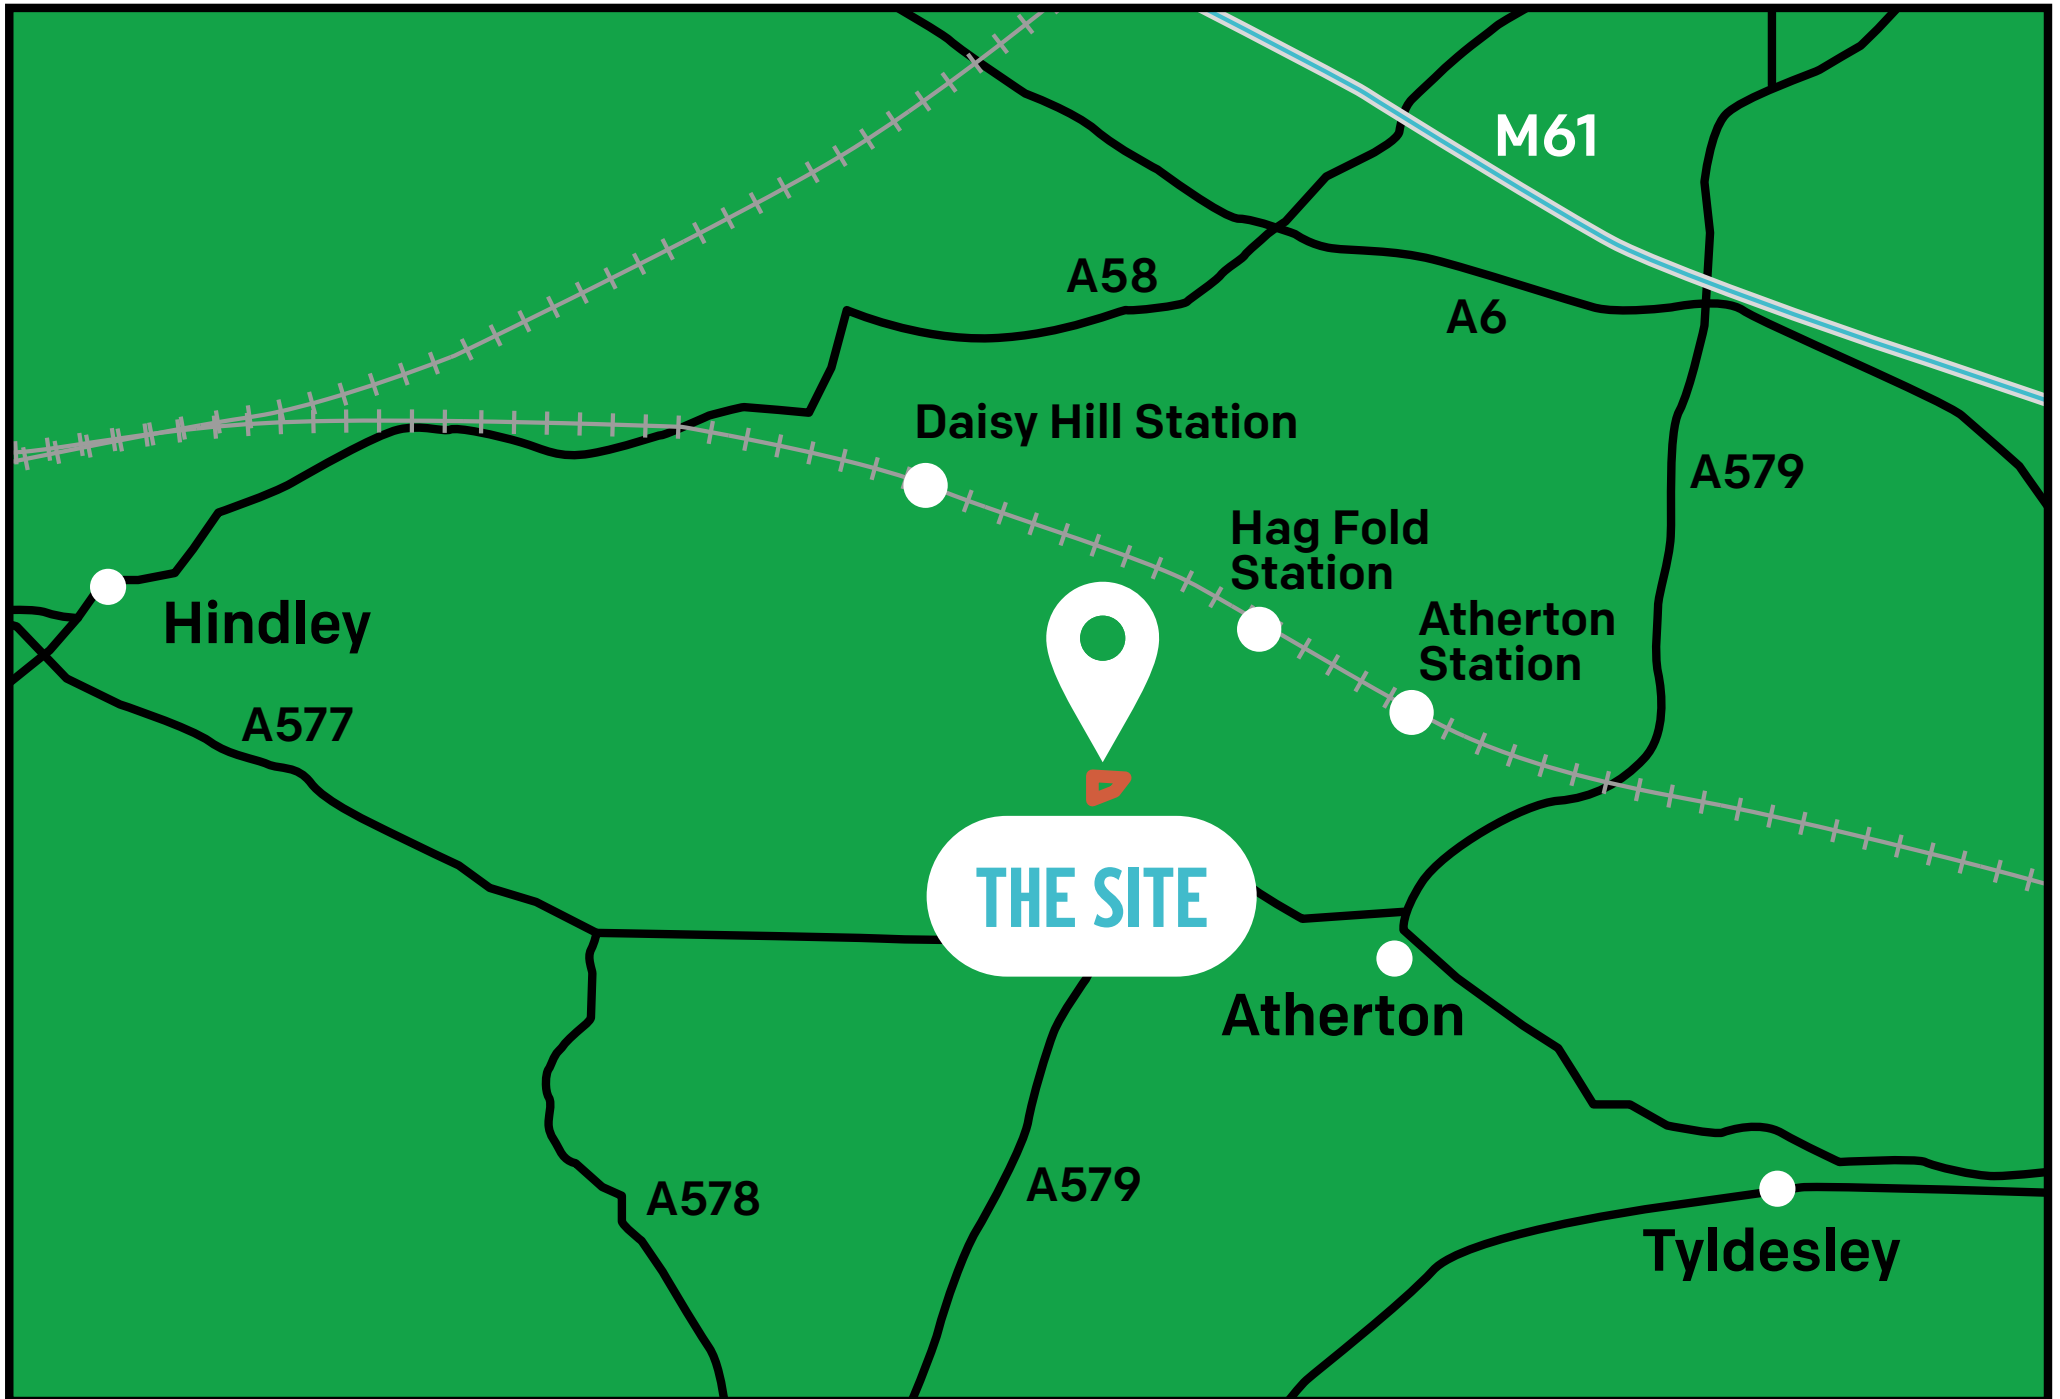 M61
A58
A6
Daisy Hill Station
A579
Hag Fold
Station
Hindley
Atherton
Station
A577
THE SITE
Atherton
A578
A579
Tyldesley